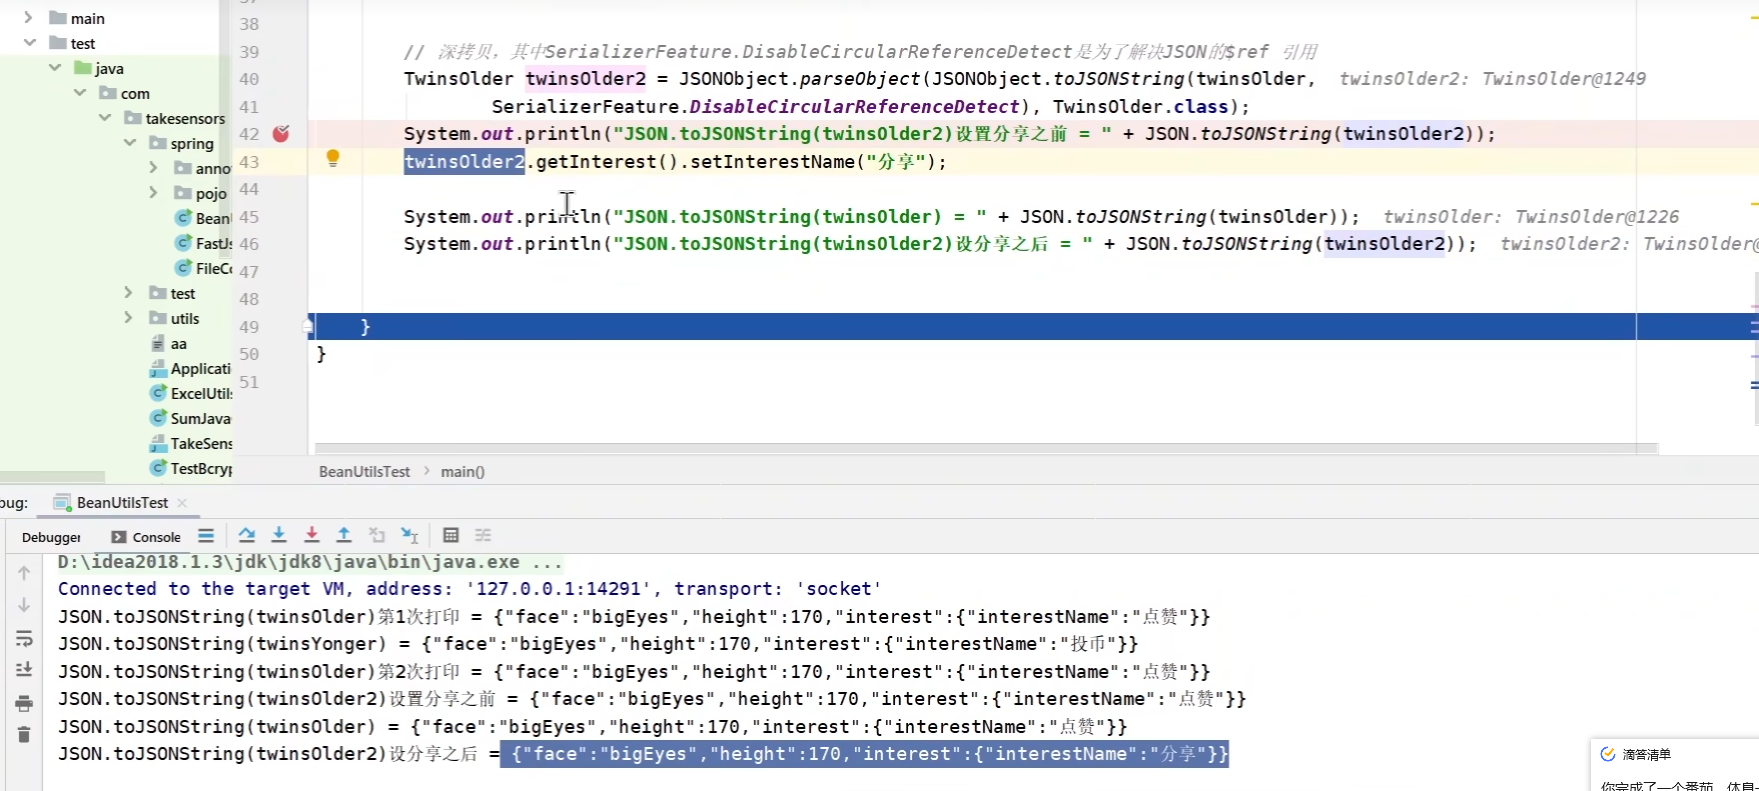 main
test
java
com
takesensors
spring
anno
pojo
Bean
FastJs
FileCo
test
utils
aa
Applicati
ExcelUtil
SumJava
TakeSens
TestBcryp
38
39 // 深拷贝，其中SerializerFeature.DisableCircularReferenceDetect是为了解决JSON的$ref 引用
40 TwinsOlder twinsOlder2 = JSONObject.parseObject(JSONObject.toJSONString(twinsOlder, twinsOlder2: TwinsOlder@1249
41 SerializerFeature.DisableCircularReferenceDetect), TwinsOlder.class);
42 System.out.println("JSON.toJSONString(twinsOlder2)设置分享之前 = " + JSON.toJSONString(twinsOlder2));
43 twinsOlder2.getInterest().setInterestName("分享");
44
45 System.out.println("JSON.toJSONString(twinsOlder) = " + JSON.toJSONString(twinsOlder)); twinsOlder: TwinsOlder@1226
46 System.out.println("JSON.toJSONString(twinsOlder2)设分享之后 = " + JSON.toJSONString(twinsOlder2)); twinsOlder2: TwinsOlder@
47
48
49 }
50 }
51
BeanUtilsTest › main()
bug: BeanUtilsTest ×
Debugger Console
D:\idea2018.1.3\jdk\jdk8\java\bin\java.exe ...
Connected to the target VM, address: '127.0.0.1:14291', transport: 'socket'
JSON.toJSONString(twinsOlder)第1次打印 = {"face":"bigEyes","height":170,"interest":{"interestName":"点赞"}}
JSON.toJSONString(twinsYonger) = {"face":"bigEyes","height":170,"interest":{"interestName":"投币"}}
JSON.toJSONString(twinsOlder)第2次打印 = {"face":"bigEyes","height":170,"interest":{"interestName":"点赞"}}
JSON.toJSONString(twinsOlder2)设置分享之前 = {"face":"bigEyes","height":170,"interest":{"interestName":"点赞"}}
JSON.toJSONString(twinsOlder) = {"face":"bigEyes","height":170,"interest":{"interestName":"点赞"}}
JSON.toJSONString(twinsOlder2)设分享之后 = {"face":"bigEyes","height":170,"interest":{"interestName":"分享"}}
滴答清单
你完成了一个番茄，休息